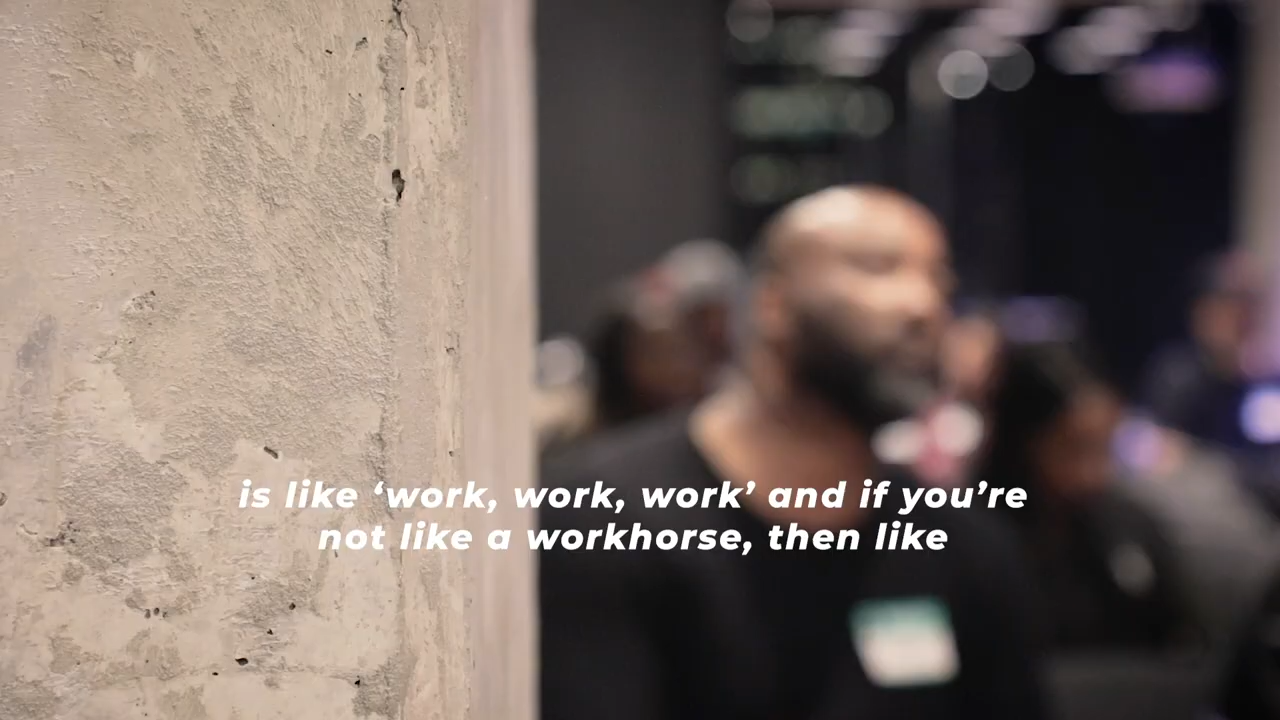 is like ‘work, work, work’ and if you’re
not like a workhorse, then like